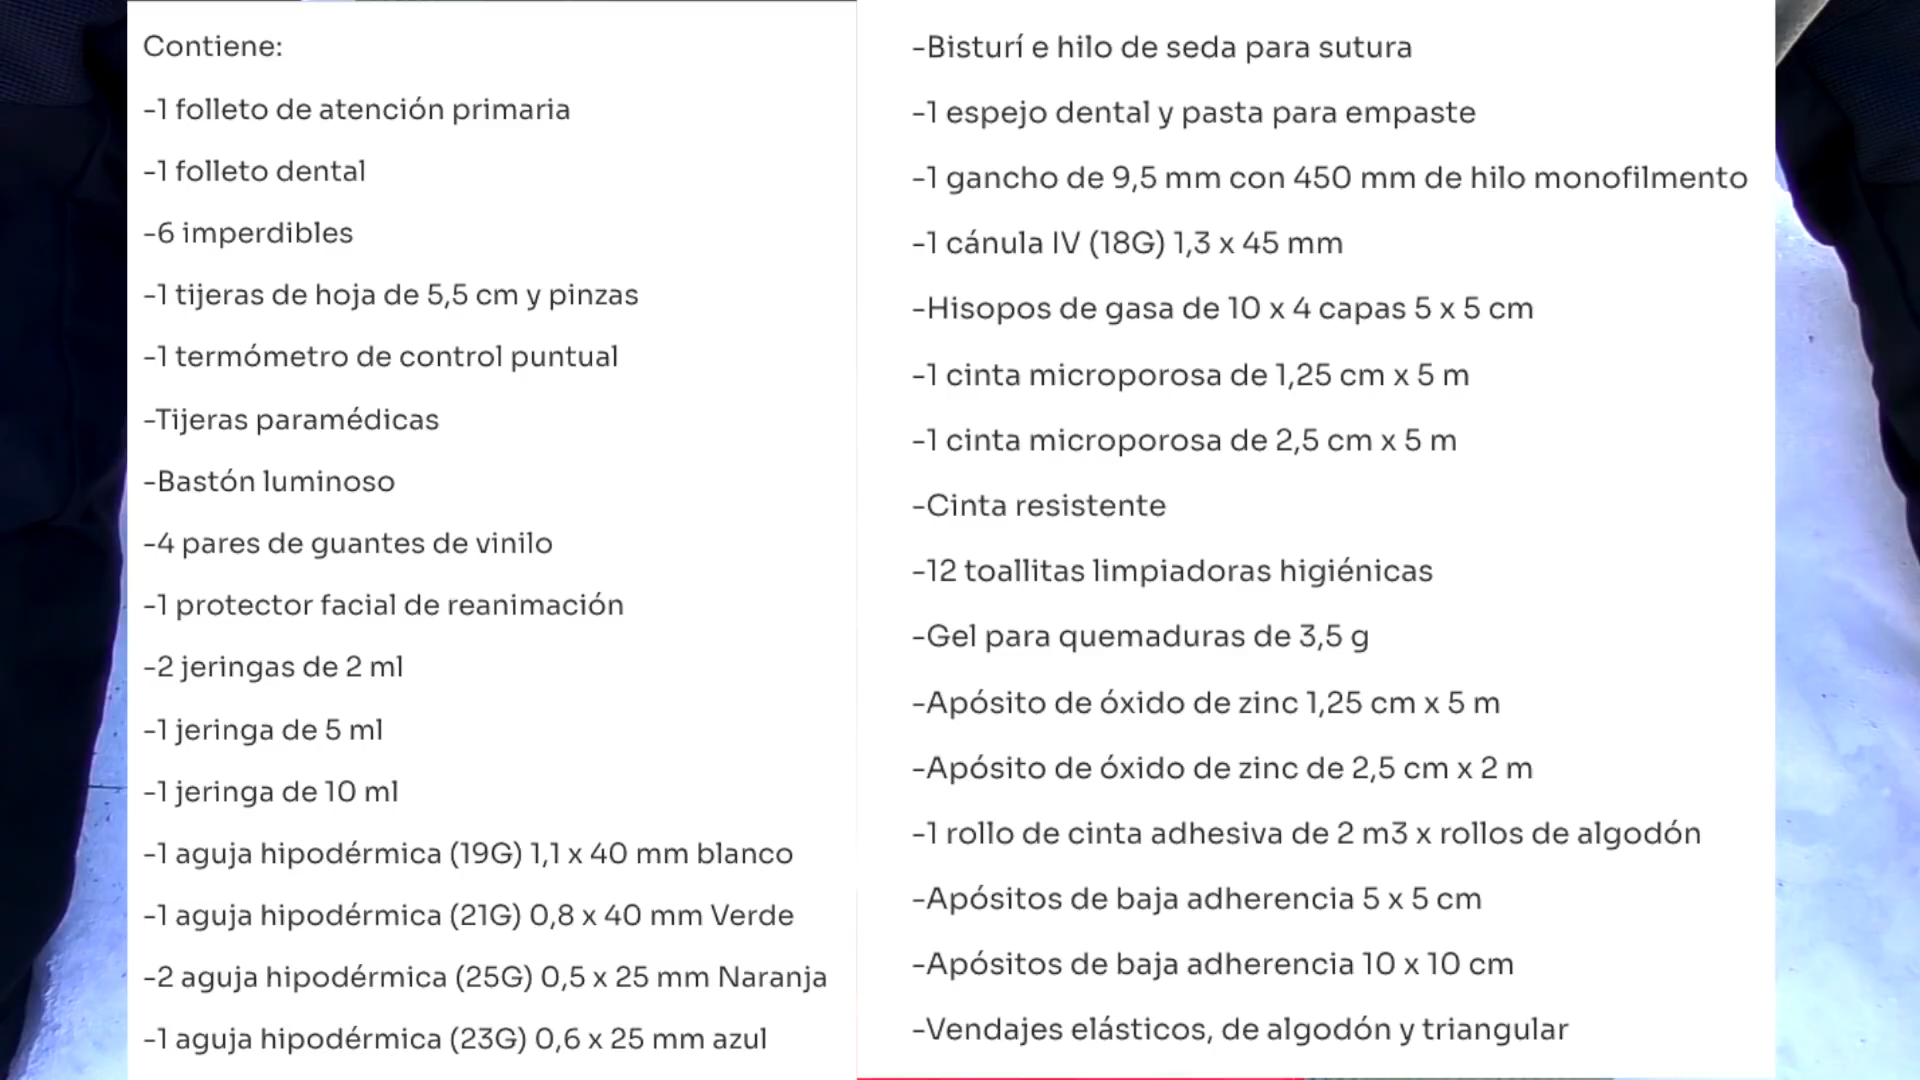 Contiene:
-1 folleto de atención primaria
-1 folleto dental
-6 imperdibles
-1 tijeras de hoja de 5,5 cm y pinzas
-1 termómetro de control puntual
-Tijeras paramédicas
-Bastón luminoso
-4 pares de guantes de vinilo
-1 protector facial de reanimación
-2 jeringas de 2 ml
-1 jeringa de 5 ml
-1 jeringa de 10 ml
-1 aguja hipodérmica (19G) 1,1 x 40 mm blanco
-1 aguja hipodérmica (21G) 0,8 x 40 mm Verde
-2 aguja hipodérmica (25G) 0,5 x 25 mm Naranja
-1 aguja hipodérmica (23G) 0,6 x 25 mm azul
-Bisturí e hilo de seda para sutura
-1 espejo dental y pasta para empaste
-1 gancho de 9,5 mm con 450 mm de hilo monofilmento
-1 cánula IV (18G) 1,3 x 45 mm
-Hisopos de gasa de 10 x 4 capas 5 x 5 cm
-1 cinta microporosa de 1,25 cm x 5 m
-1 cinta microporosa de 2,5 cm x 5 m
-Cinta resistente
-12 toallitas limpiadoras higiénicas
-Gel para quemaduras de 3,5 g
-Apósito de óxido de zinc 1,25 cm x 5 m
-Apósito de óxido de zinc de 2,5 cm x 2 m
-1 rollo de cinta adhesiva de 2 m3 x rollos de algodón
-Apósitos de baja adherencia 5 x 5 cm
-Apósitos de baja adherencia 10 x 10 cm
-Vendajes elásticos, de algodón y triangular